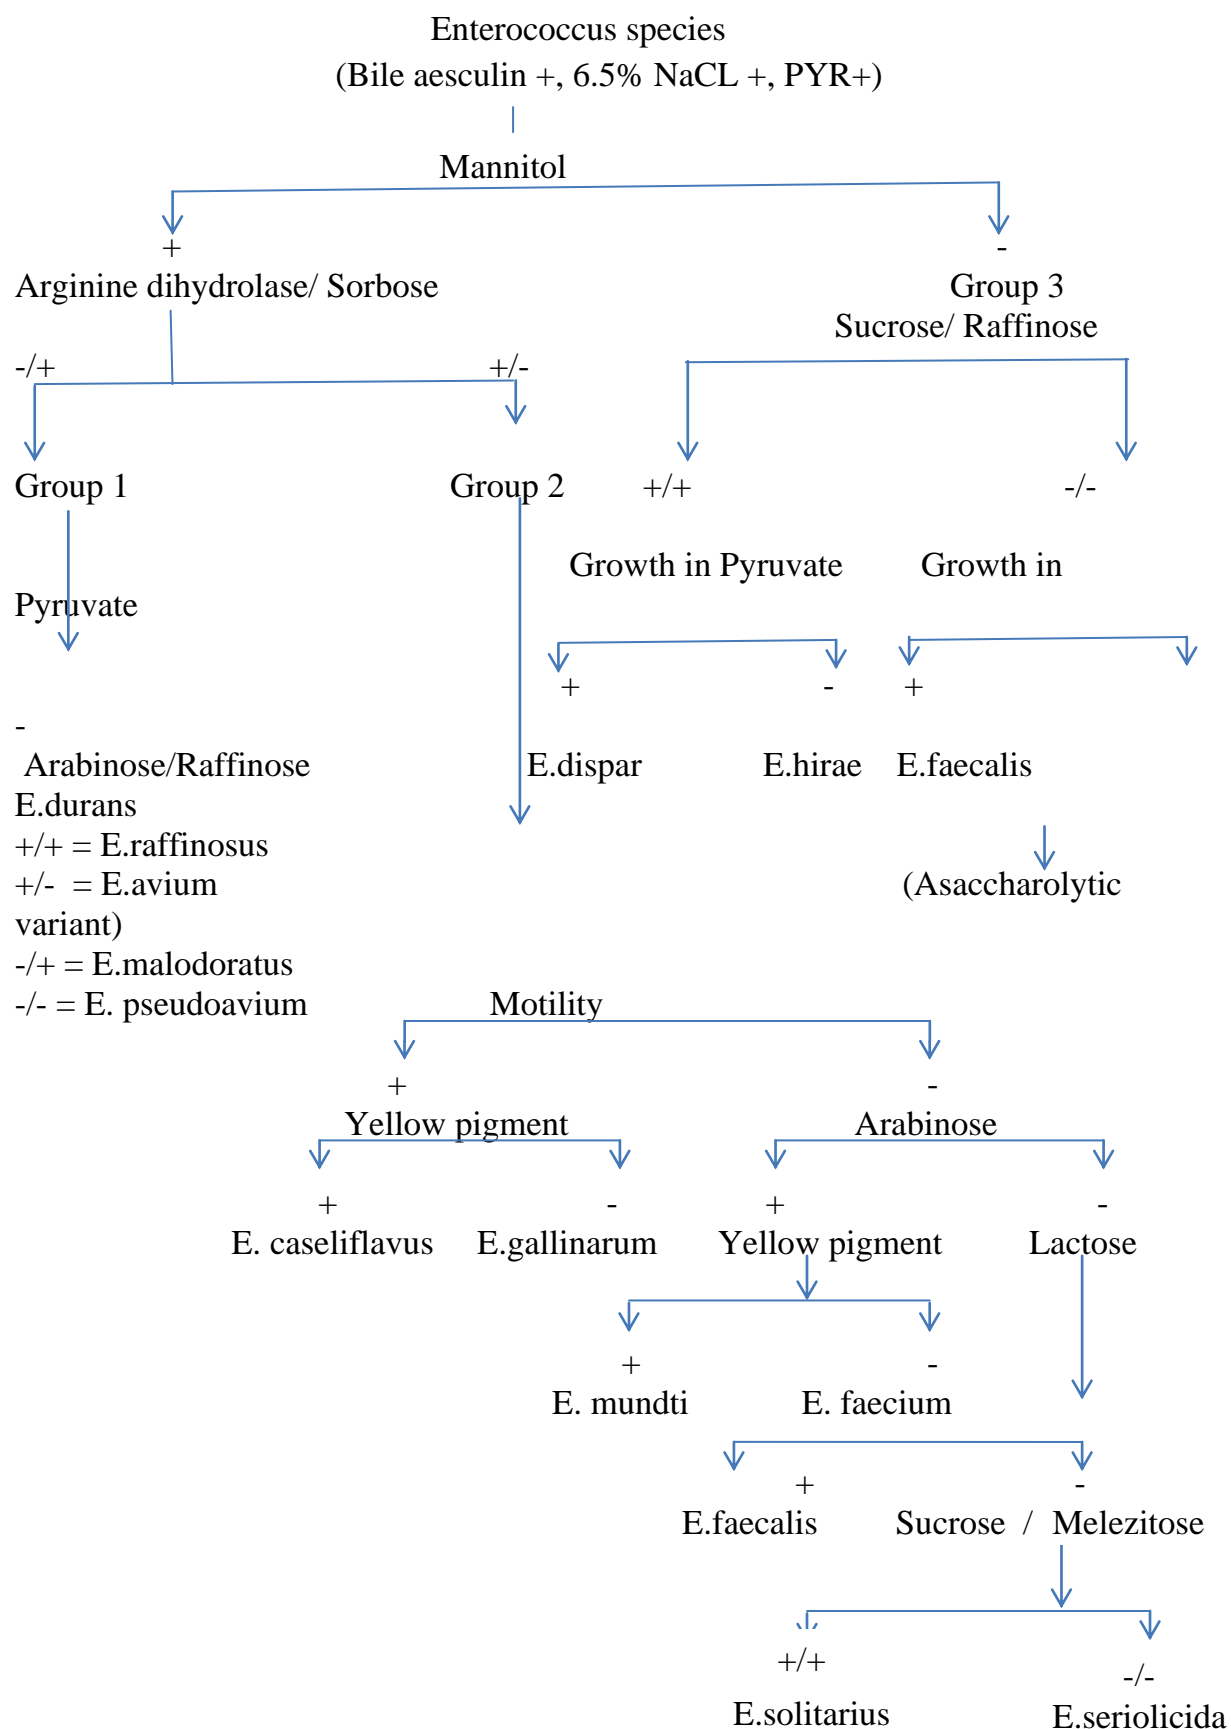 Enterococcus species
(Bile aesculin +, 6.5% NaCL +, PYR+)
Mannitol
+ -
Arginine dihydrolase/ Sorbose Group 3
Sucrose/ Raffinose
-/+ +/-
Group 1 Group 2 +/+ -/-
Growth in Pyruvate Growth in
Pyruvate
+ - +
-
Arabinose/Raffinose E.dispar E.hirae E.faecalis
E.durans
+/+ = E.raffinosus
+/- = E.avium (Asaccharolytic
variant)
-/+ = E.malodoratus
-/- = E. pseudoavium Motility
+ -
Yellow pigment Arabinose
+ - + -
E. caseliflavus E.gallinarum Yellow pigment Lactose
+ -
E. mundti E. faecium
+ -
E.faecalis Sucrose / Melezitose
+/+ -/-
E.solitarius E.seriolicida